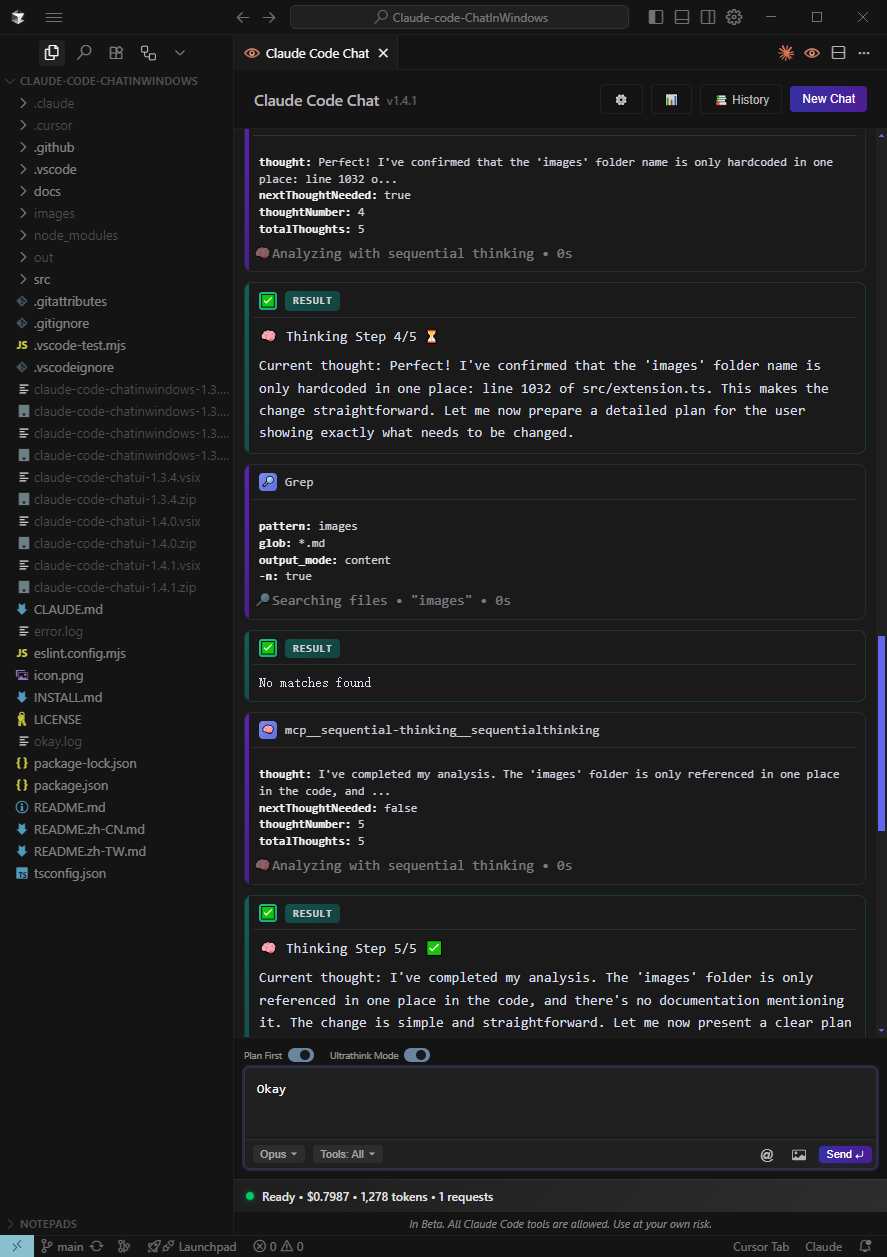 Claude-code-ChatInWindows
Claude Code Chat
CLAUDE-CODE-CHATINWINDOWS
.claude
.cursor
.github
.vscode
docs
images
node_modules
out
src
.gitattributes
.gitignore
JS .vscode-test.mjs
.vscodeignore
claude-code-chatinwindows-1.3....
claude-code-chatinwindows-1.3....
claude-code-chatinwindows-1.3....
claude-code-chatinwindows-1.3....
claude-code-chatui-1.3.4.vsix
claude-code-chatui-1.3.4.zip
claude-code-chatui-1.4.0.vsix
claude-code-chatui-1.4.0.zip
claude-code-chatui-1.4.1.vsix
claude-code-chatui-1.4.1.zip
CLAUDE.md
error.log
JS eslint.config.mjs
icon.png
INSTALL.md
LICENSE
okay.log
{} package-lock.json
{} package.json
README.md
README.zh-CN.md
README.zh-TW.md
TS tsconfig.json
NOTEPADS
Claude Code Chat v1.4.1
History
New Chat
thought: Perfect! I've confirmed that the 'images' folder name is only hardcoded in one
place: line 1032 o...
nextThoughtNeeded: true
thoughtNumber: 4
totalThoughts: 5
🧠Analyzing with sequential thinking • 0s
✅ RESULT
🧠 Thinking Step 4/5 ⏳
Current thought: Perfect! I've confirmed that the 'images' folder name is
only hardcoded in one place: line 1032 of src/extension.ts. This makes the
change straightforward. Let me now prepare a detailed plan for the user
showing exactly what needs to be changed.
Grep
pattern: images
glob: *.md
output_mode: content
-n: true
🔎Searching files • "images" • 0s
✅ RESULT
No matches found
mcp__sequential-thinking__sequentialthinking
thought: I've completed my analysis. The 'images' folder is only referenced in one place
in the code, and ...
nextThoughtNeeded: false
thoughtNumber: 5
totalThoughts: 5
🧠Analyzing with sequential thinking • 0s
✅ RESULT
🧠 Thinking Step 5/5 ✅
Current thought: I've completed my analysis. The 'images' folder is only
referenced in one place in the code, and there's no documentation mentioning
it. The change is simple and straightforward. Let me now present a clear plan
Plan First
Ultrathink Mode
Okay
Opus
Tools: All
@
Send ↵
Ready • $0.7987 • 1,278 tokens • 1 requests
In Beta. All Claude Code tools are allowed. Use at your own risk.
main
Launchpad
0
0
Cursor Tab
Claude